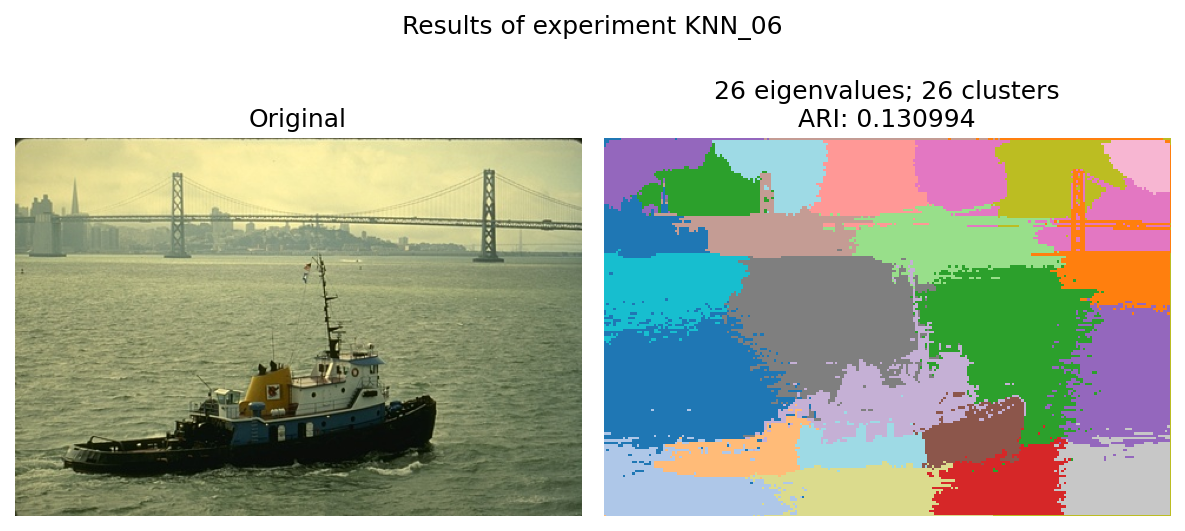 Results of experiment KNN_06
Original
26 eigenvalues; 26 clusters
ARI: 0.130994